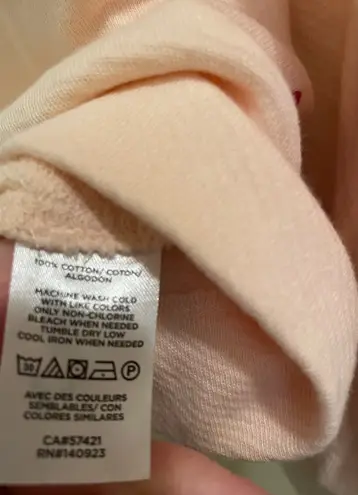 100% COTTON/ COTON/
ALGODON
MACHINE WASH COLD
WITH LIKE COLORS
ONLY NON-CHLORINE
BLEACH WHEN NEEDED
TUMBLE DRY LOW
COOL IRON WHEN NEEDED
30 P
AVEC DES COULEURS
SEMBLABLES/ CON
COLORES SIMILARES
CA#57421
RN#140923